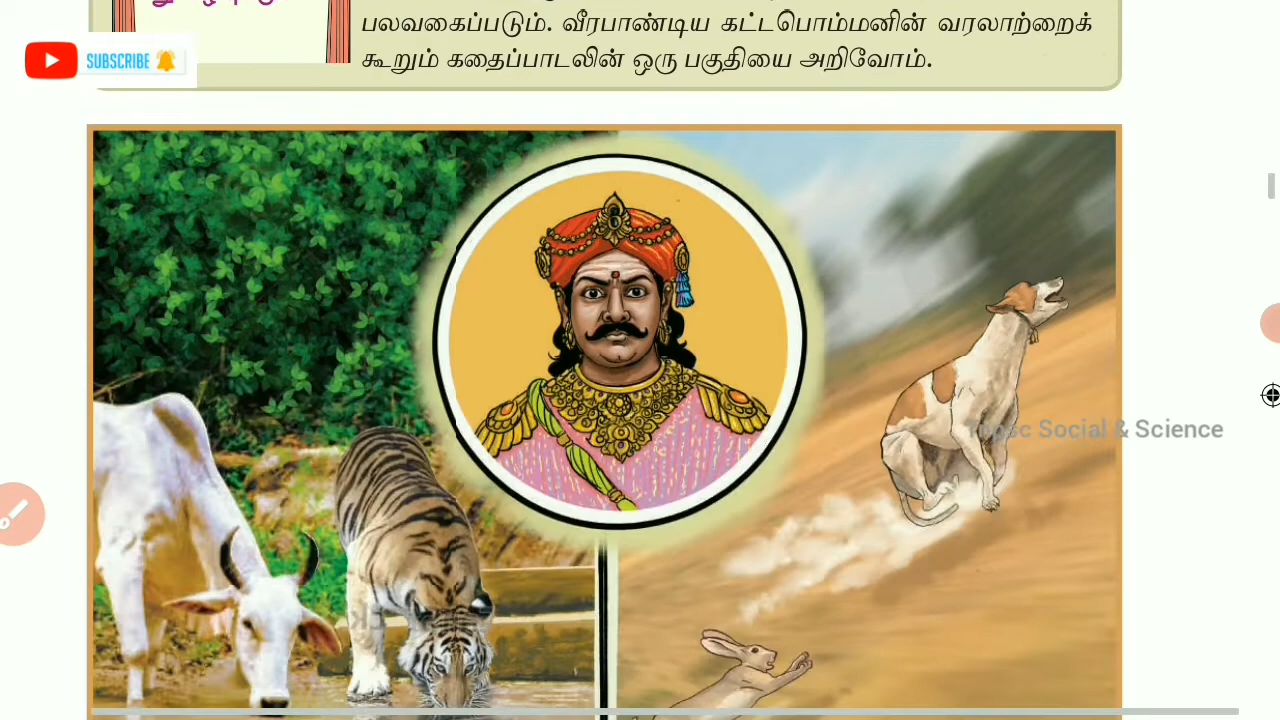 பலவகைப்படும். வீரபாண்டிய கட்டபொம்மனின் வரலாற்றைக்
கூறும் கதைப்பாடலின் ஒரு பகுதியை அறிவோம்.
SUBSCRIBE
Social & Science